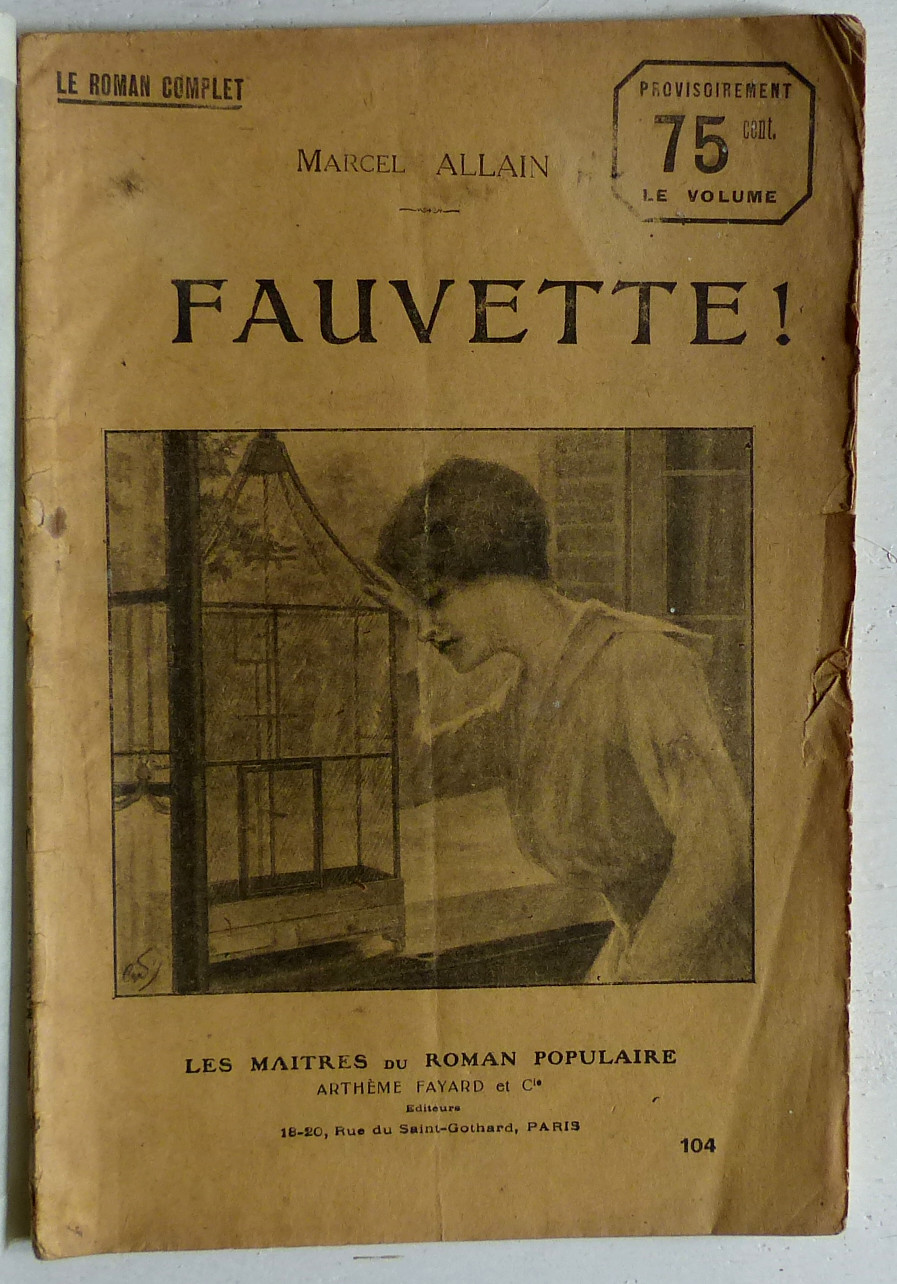 LE ROMAN COMPLET
PROVISOIREMENT
75 cent.
LE VOLUME
MARCEL ALLAIN
FAUVETTE!
LES MAITRES DU ROMAN POPULAIRE
ARTHÈME FAYARD et Cie
Editeurs
18-20, Rue du Saint-Gothard, PARIS
104